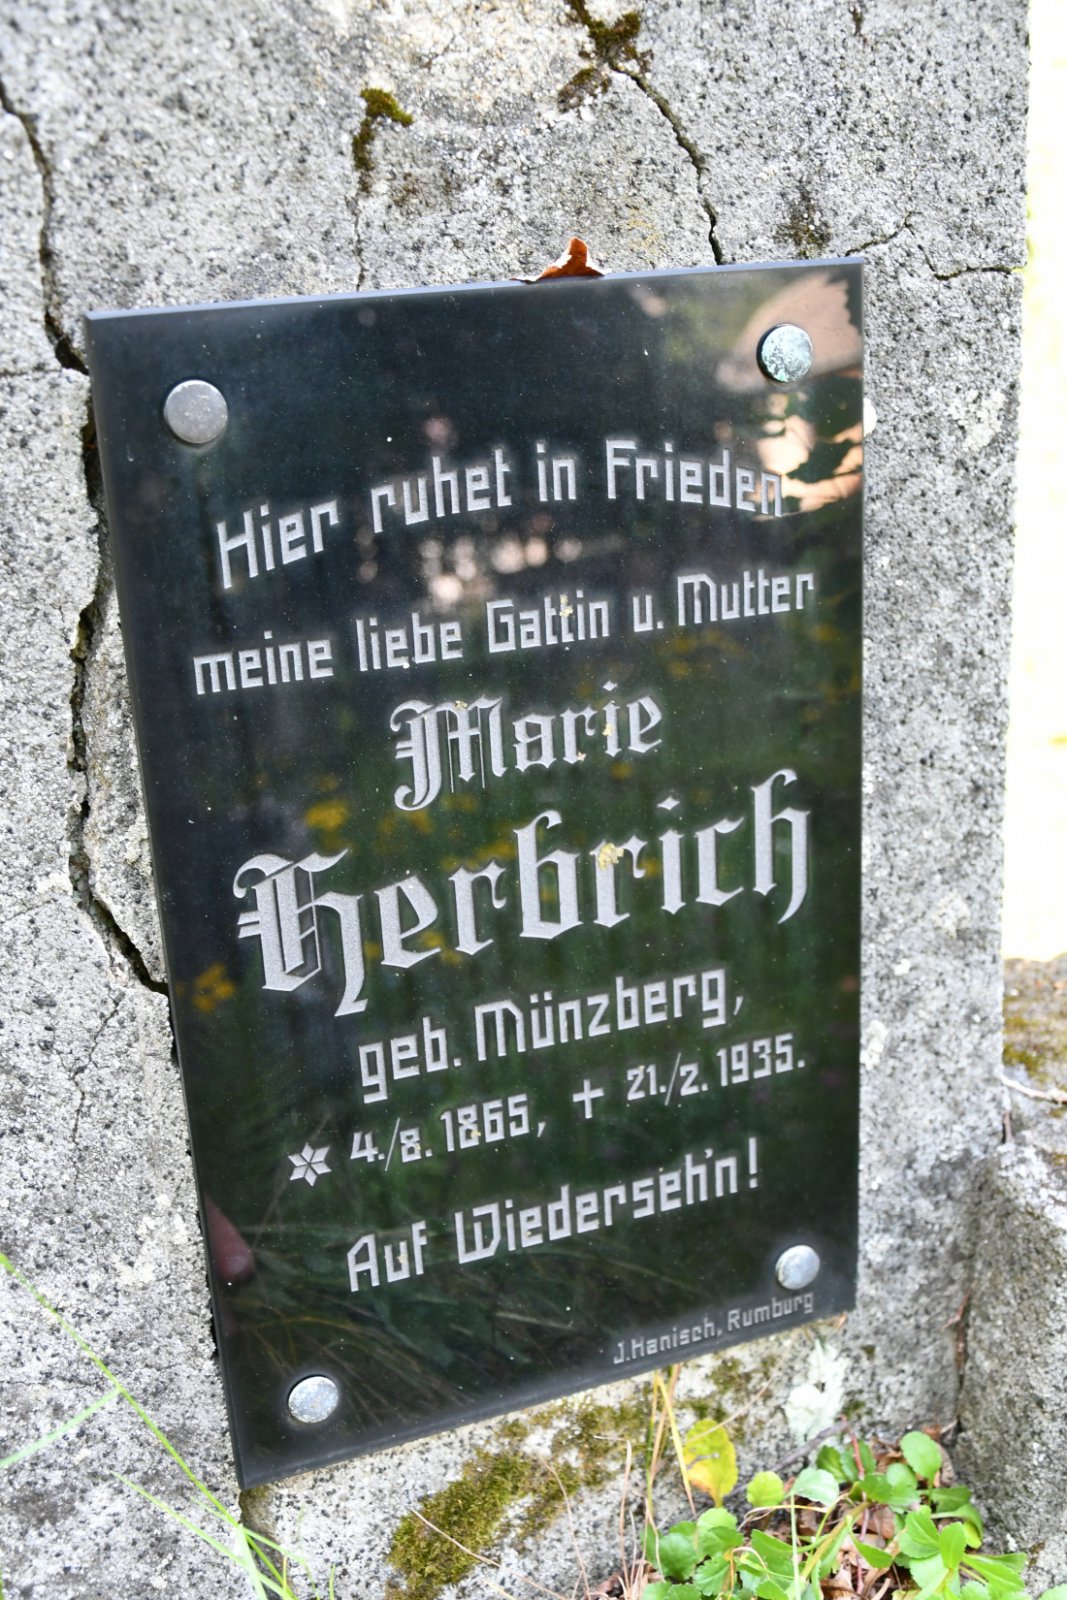 Hier ruhet in Frieden
meine liebe Gattin u. Mutter
Marie
Herbrich
geb. Münzberg,
* 4./8. 1865, † 21./2. 1935.
Auf Wiederseh'n!
J. Hanisch, Rumburg